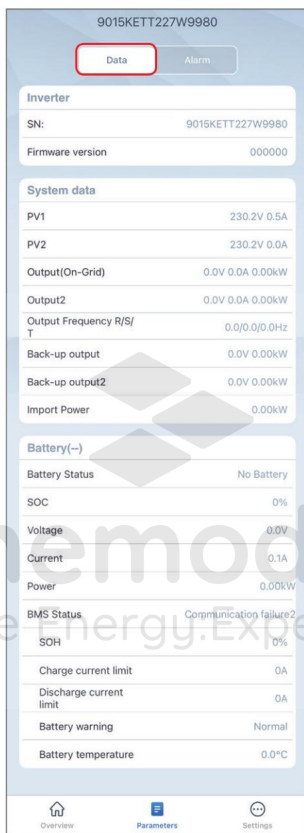 9015KETT227W9980
Data Alarm
Inverter
SN: 9015KETT227W9980
Firmware version 000000
System data
PV1 230.2V 0.5A
PV2 230.2V 0.0A
Output(On-Grid) 0.0V 0.0A 0.00kW
Output2 0.0V 0.0A 0.00kW
Output Frequency R/S/
T 0.0/0.0/0.0Hz
Back-up output 0.0V 0.00kW
Back-up output2 0.0V 0.00kW
Import Power 0.00kW
Battery(--)
Battery Status No Battery
SOC 0%
Voltage 0.0V
Current 0.1A
Power 0.00kW
BMS Status Communication failure2
SOH 0%
Charge current limit 0A
Discharge current
limit 0A
Battery warning Normal
Battery temperature 0.0°C
Overview Parameters Settings